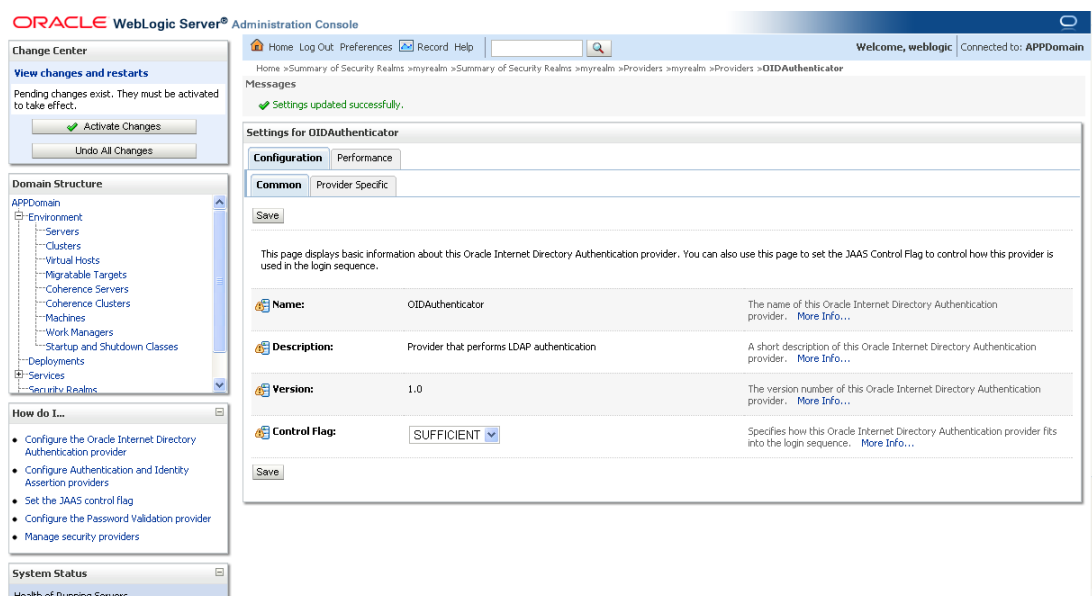 ORACLE WebLogic Server® Administration Console
Change Center
View changes and restarts
Pending changes exist. They must be activated
to take effect.
Activate Changes
Undo All Changes
Domain Structure
APPDomain
Environment
Servers
Clusters
Virtual Hosts
Migratable Targets
Coherence Servers
Coherence Clusters
Machines
Work Managers
Startup and Shutdown Classes
Deployments
Services
Security Realms
How do I...
Configure the Oracle Internet Directory
Authentication provider
Configure Authentication and Identity
Assertion providers
Set the JAAS control flag
Configure the Password Validation provider
Manage security providers
System Status
Health of Running Servers
Home Log Out Preferences Record Help
Welcome, weblogic Connected to: APPDomain
Home >Summary of Security Realms >myrealm >Summary of Security Realms >myrealm >Providers >myrealm >Providers >OIDAuthenticator
Messages
Settings updated successfully.
Settings for OIDAuthenticator
Configuration Performance
Common Provider Specific
Save
This page displays basic information about this Oracle Internet Directory Authentication provider. You can also use this page to set the JAAS Control Flag to control how this provider is
used in the login sequence.
Name: OIDAuthenticator The name of this Oracle Internet Directory Authentication
provider. More Info...
Description: Provider that performs LDAP authentication A short description of this Oracle Internet Directory Authentication
provider. More Info...
Version: 1.0 The version number of this Oracle Internet Directory Authentication
provider. More Info...
Control Flag: SUFFICIENT Specifies how this Oracle Internet Directory Authentication provider fits
into the login sequence. More Info...
Save